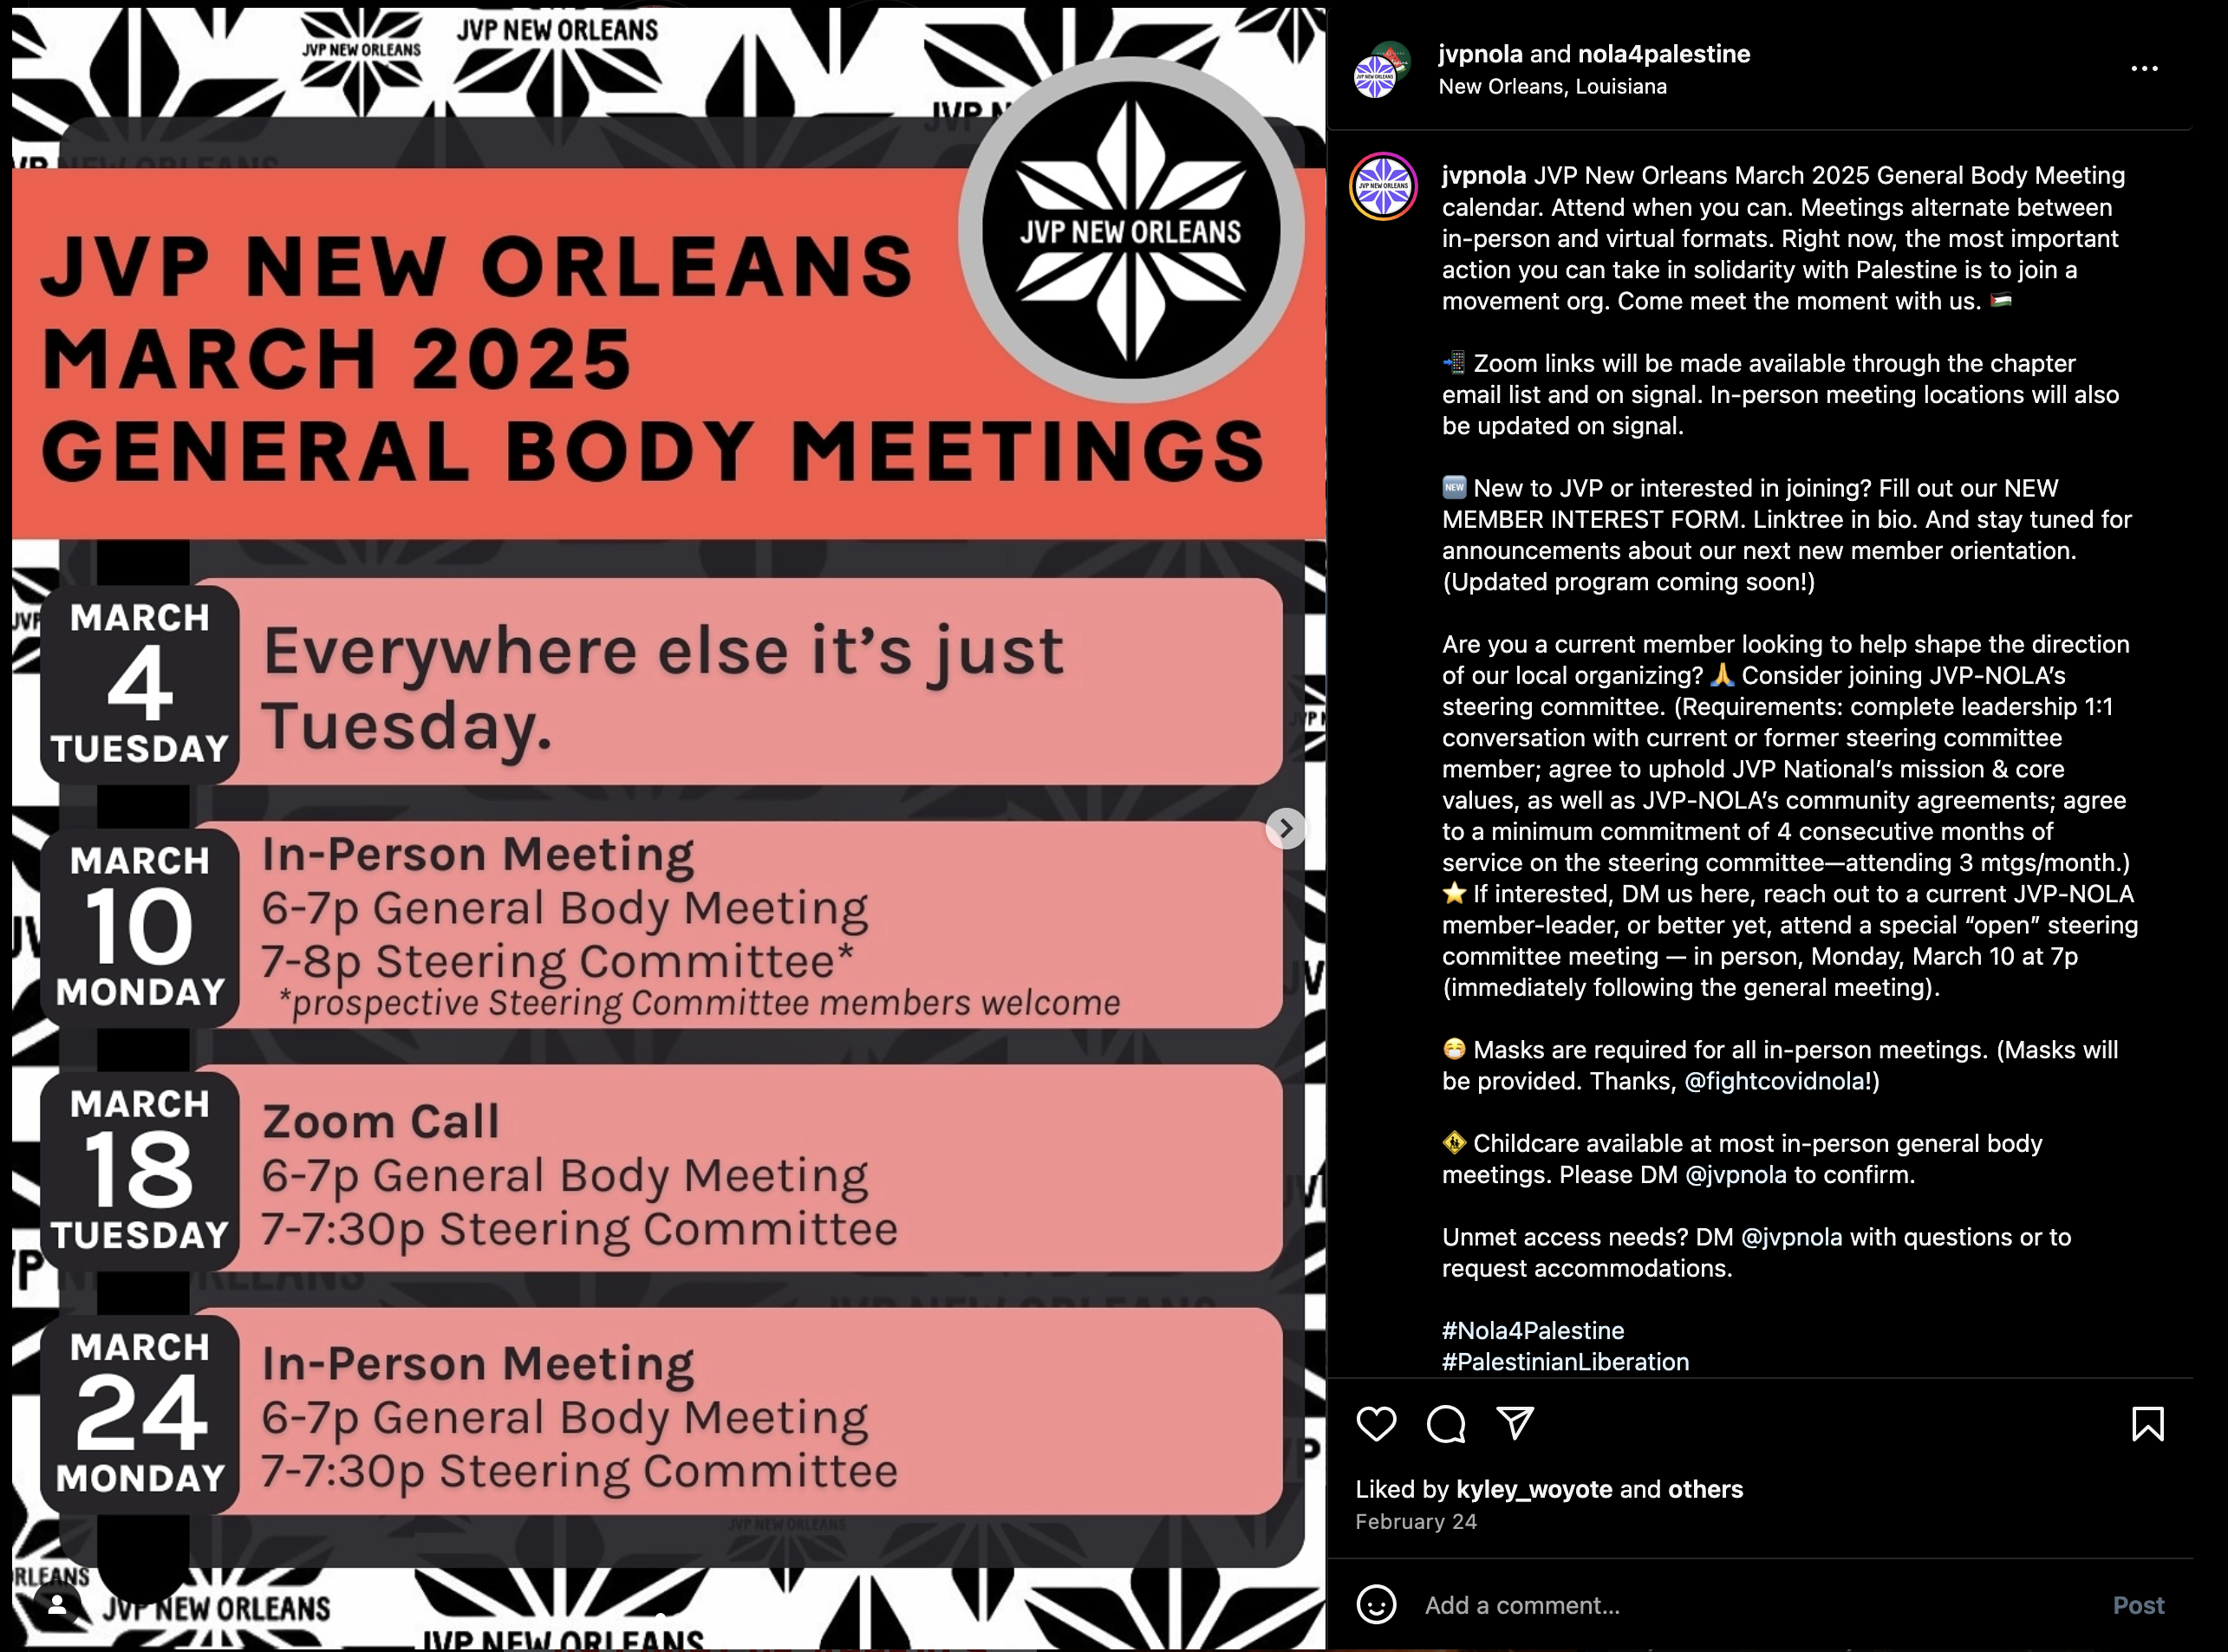 JVP NEW ORLEANS
JVP NEW ORLEANS
JVP NEW ORLEANS
JVP NEW ORLEANS
MARCH 2025
GENERAL BODY MEETINGS
MARCH
4
TUESDAY
Everywhere else it’s just
Tuesday.
MARCH
10
MONDAY
In-Person Meeting
6-7p General Body Meeting
7-8p Steering Committee*
*prospective Steering Committee members welcome
MARCH
18
TUESDAY
Zoom Call
6-7p General Body Meeting
7-7:30p Steering Committee
MARCH
24
MONDAY
In-Person Meeting
6-7p General Body Meeting
7-7:30p Steering Committee
JVP NEW ORLEANS
JVP NEW ORLEANS
JVP NEW ORLEANS
jvpnola and nola4palestine
New Orleans, Louisiana
JVP NEW ORLEANS
jvpnola JVP New Orleans March 2025 General Body Meeting
calendar. Attend when you can. Meetings alternate between
in-person and virtual formats. Right now, the most important
action you can take in solidarity with Palestine is to join a
movement org. Come meet the moment with us. 🇵🇸
📲 Zoom links will be made available through the chapter
email list and on signal. In-person meeting locations will also
be updated on signal.
🆕 New to JVP or interested in joining? Fill out our NEW
MEMBER INTEREST FORM. Linktree in bio. And stay tuned for
announcements about our next new member orientation.
(Updated program coming soon!)
Are you a current member looking to help shape the direction
of our local organizing? 🙏 Consider joining JVP-NOLA’s
steering committee. (Requirements: complete leadership 1:1
conversation with current or former steering committee
member; agree to uphold JVP National’s mission & core
values, as well as JVP-NOLA’s community agreements; agree
to a minimum commitment of 4 consecutive months of
service on the steering committee—attending 3 mtgs/month.)
⭐ If interested, DM us here, reach out to a current JVP-NOLA
member-leader, or better yet, attend a special “open” steering
committee meeting — in person, Monday, March 10 at 7p
(immediately following the general meeting).
😷 Masks are required for all in-person meetings. (Masks will
be provided. Thanks, @fightcovidnola!)
🚸 Childcare available at most in-person general body
meetings. Please DM @jvpnola to confirm.
Unmet access needs? DM @jvpnola with questions or to
request accommodations.
#Nola4Palestine
#PalestinianLiberation
Liked by kyley_woyote and others
February 24
Add a comment...
Post